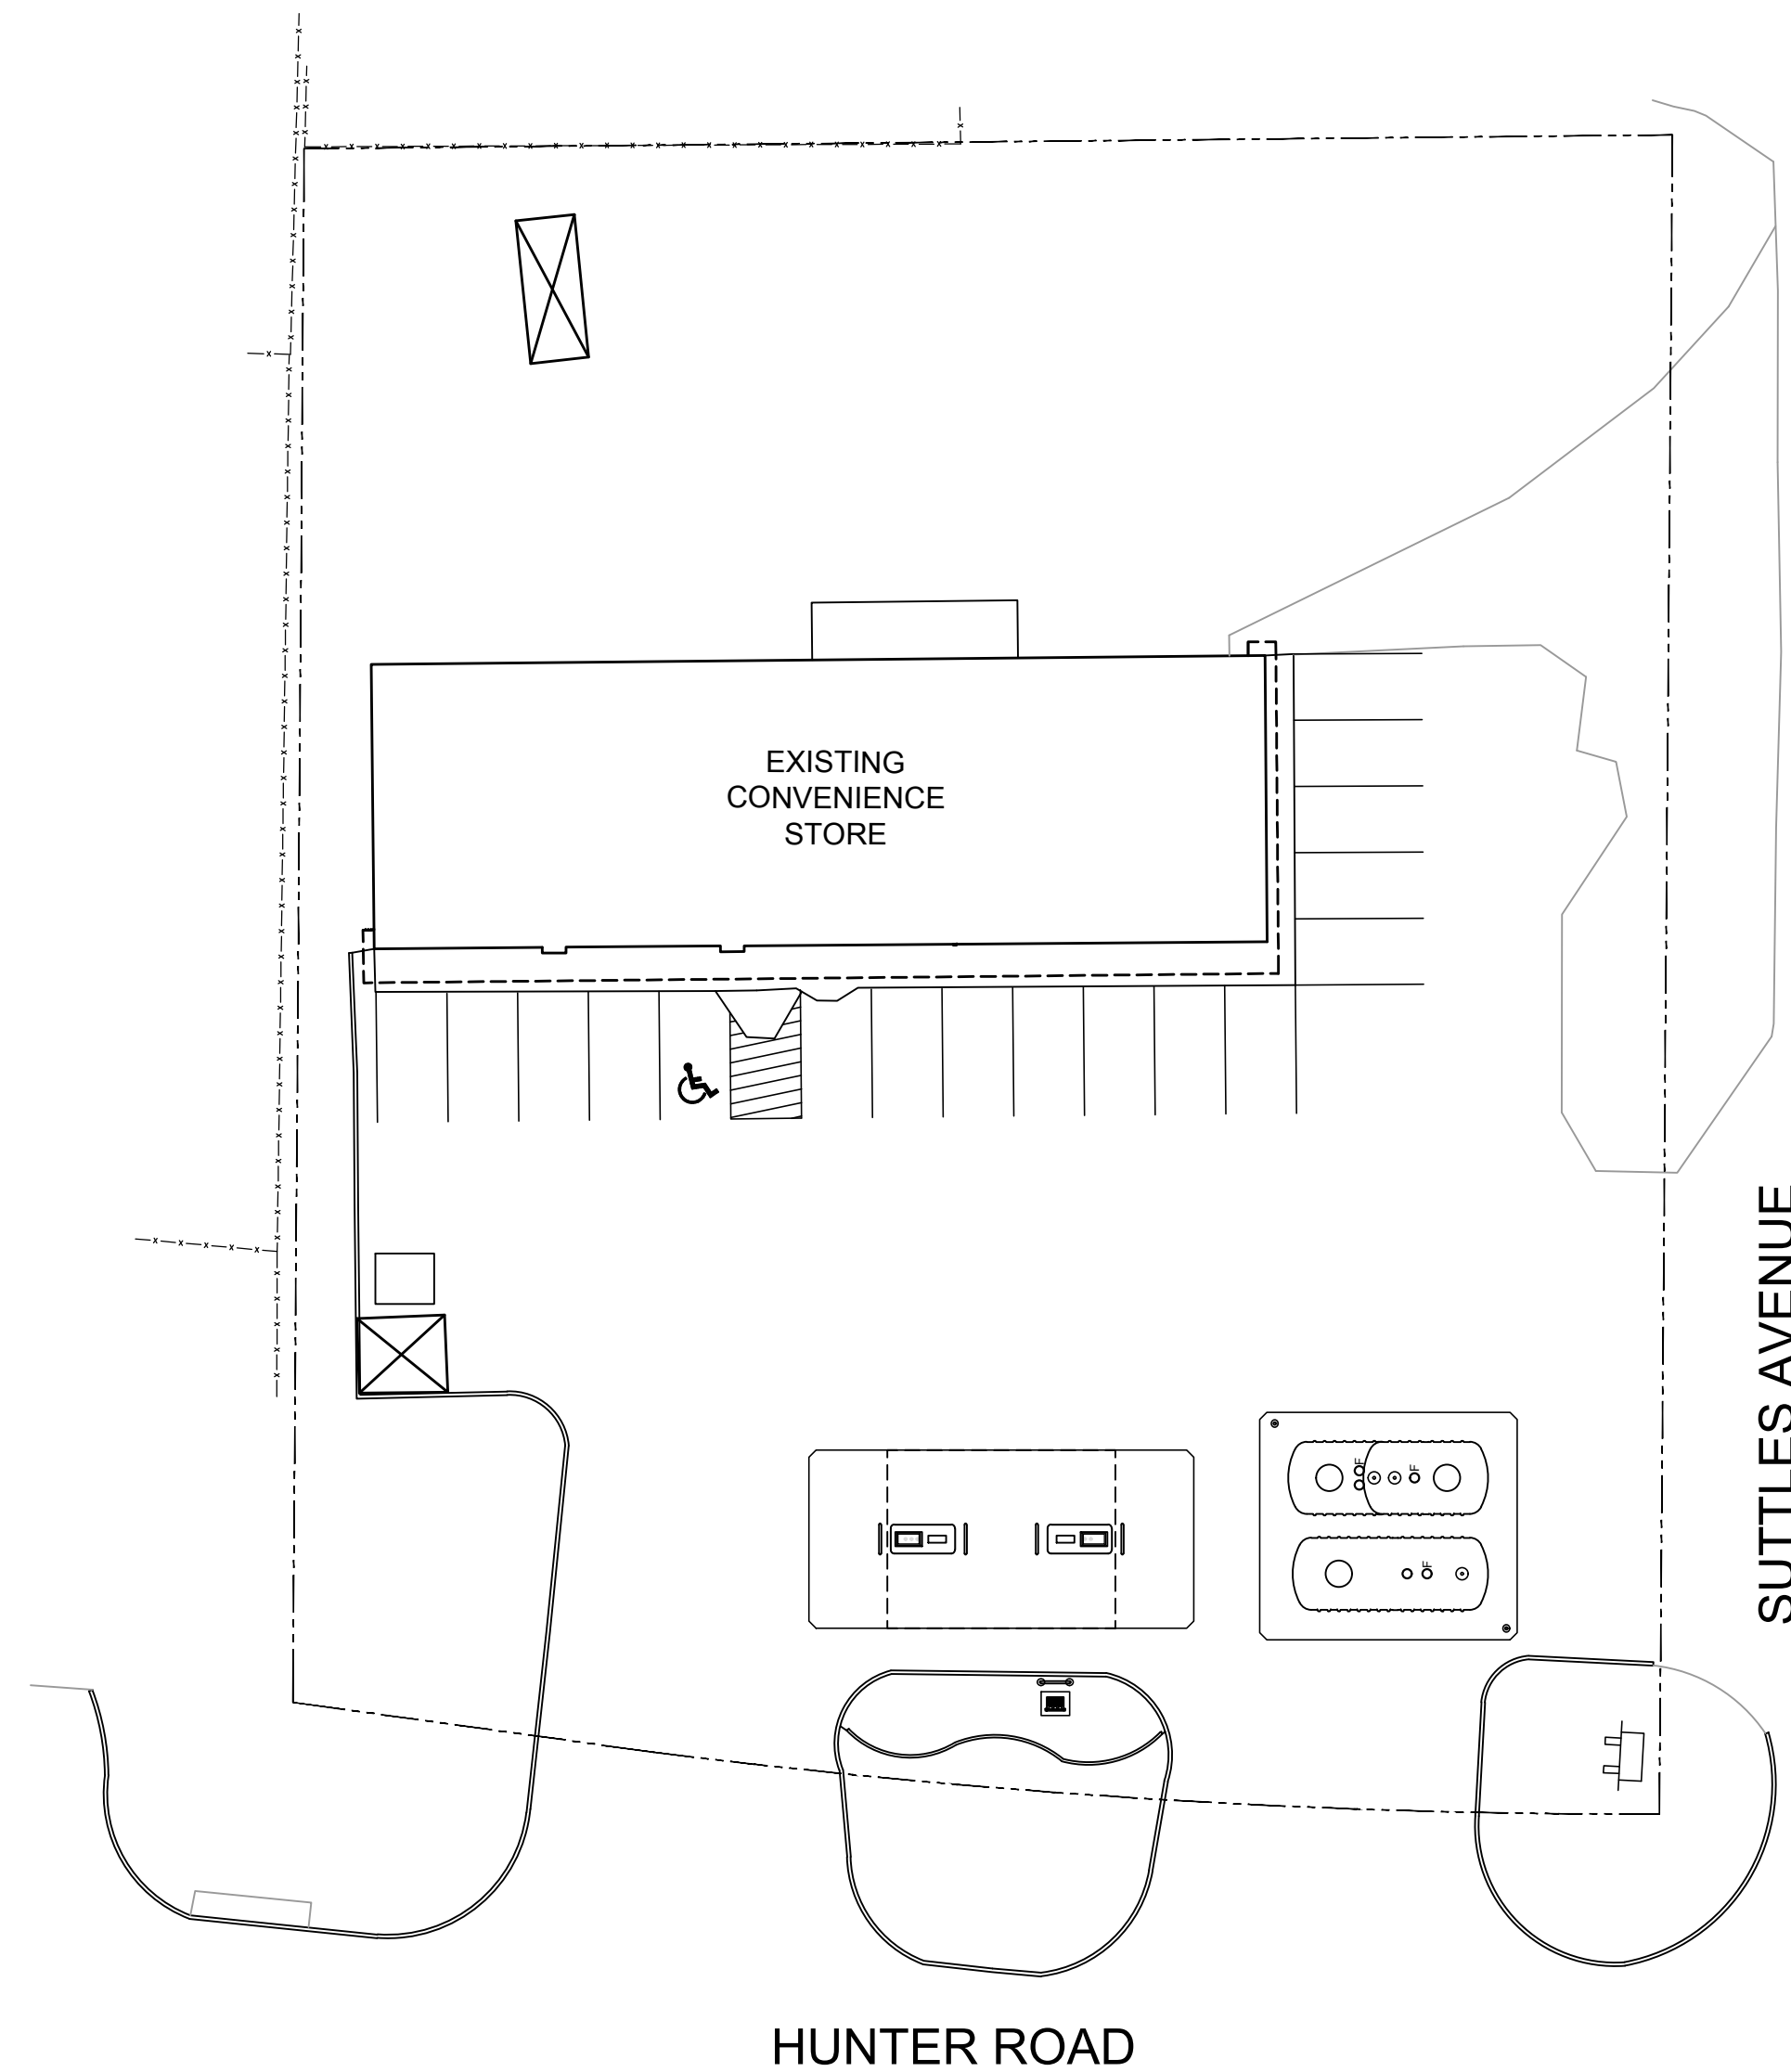 EXISTING
CONVENIENCE
STORE
F
F
F
SUTTLES AVENUE
HUNTER ROAD